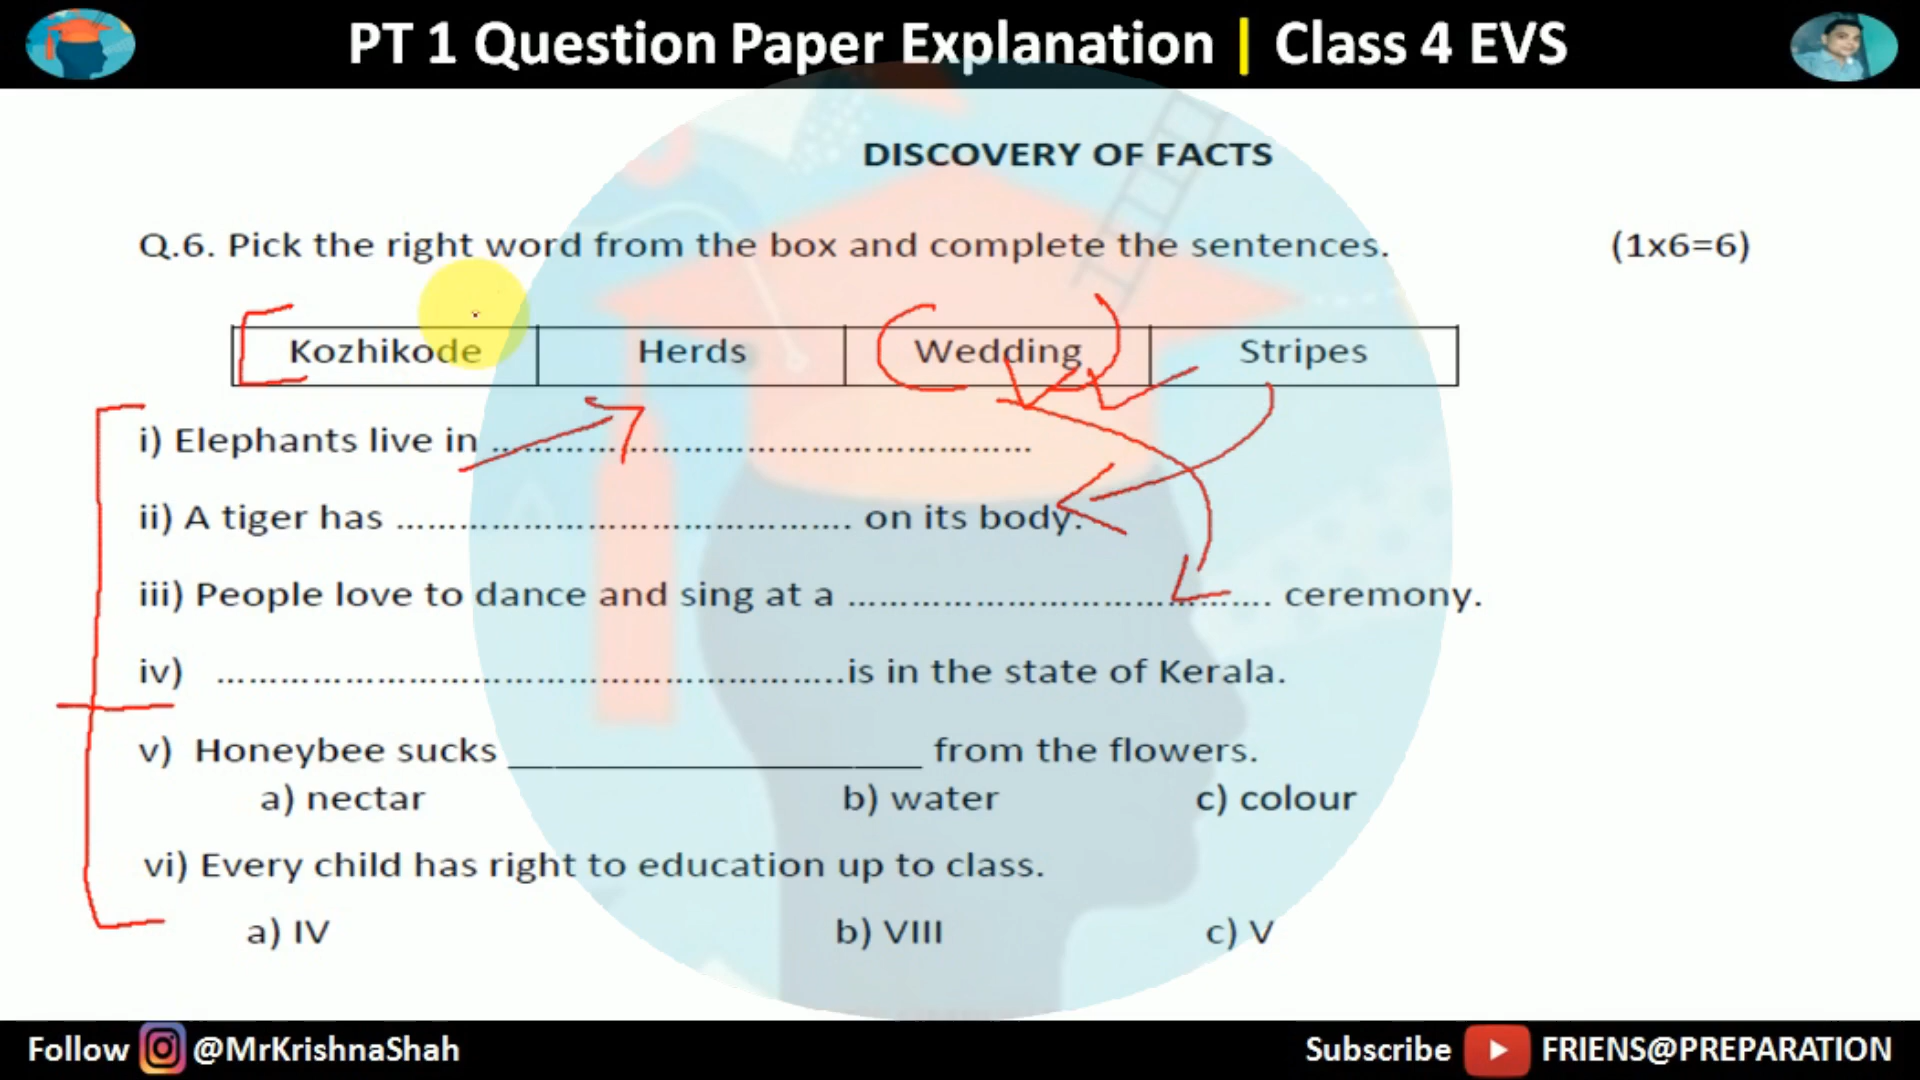 PT 1 Question Paper Explanation | Class 4 EVS
DISCOVERY OF FACTS
Q.6. Pick the right word from the box and complete the sentences. (1x6=6)
Kozhikode Herds Wedding Stripes
i) Elephants live in ........................................................
ii) A tiger has ............................................... on its body.
iii) People love to dance and sing at a ............................................ ceremony.
iv) .................................................................is in the state of Kerala.
v) Honeybee sucks ______________________ from the flowers.
a) nectar b) water c) colour
vi) Every child has right to education up to class.
a) IV b) VIII c) V
Follow @MrKrishnaShah Subscribe FRIENS@PREPARATION